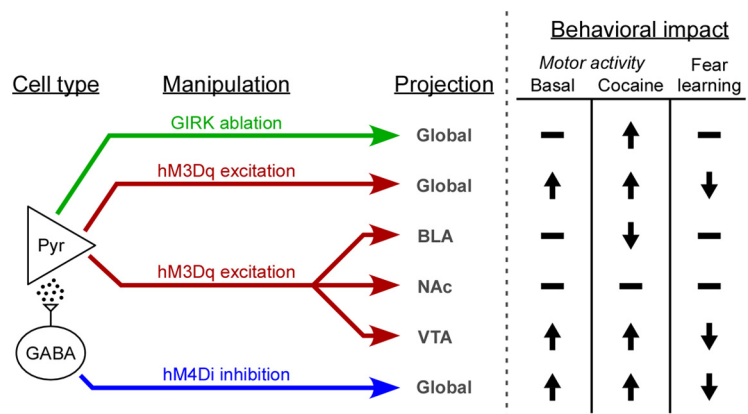 Behavioral impact
Motor activity Fear
Cell type Manipulation Projection Basal Cocaine learning
GIRK ablation Global
hM3Dq excitation Global
BLA
Pyr
hM3Dq excitation NAc
VTA
GABA
hM4Di inhibition Global